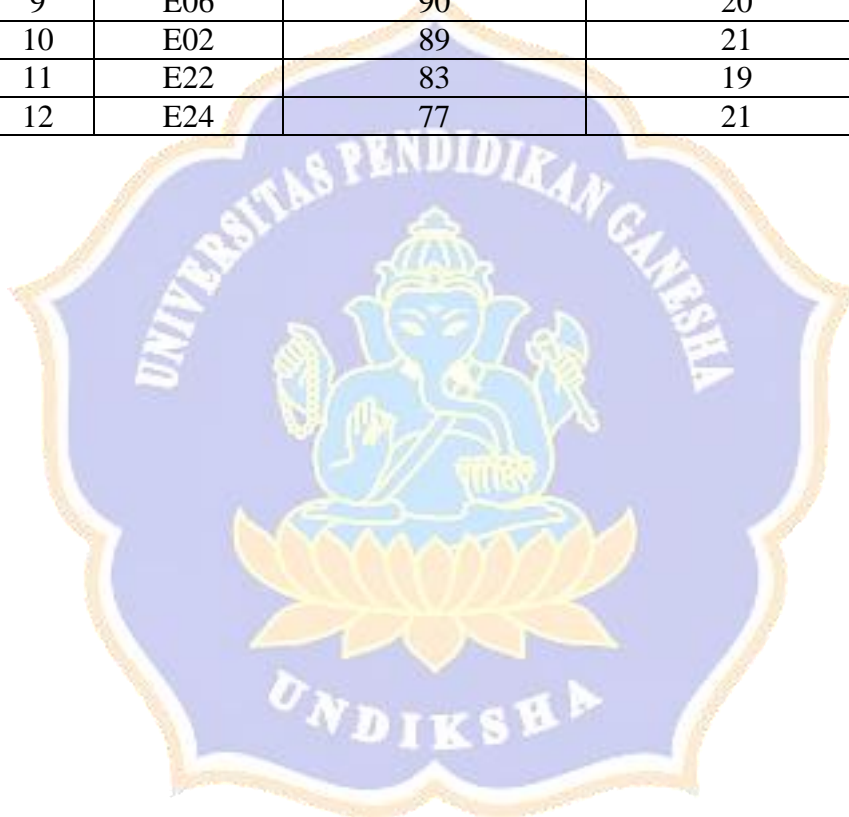 9 E06 90 20
10 E02 89 21
11 E22 83 19
12 E24 77 21
UNIVERSITAS PENDIDIKAN GANESHA
UNDIKSHA